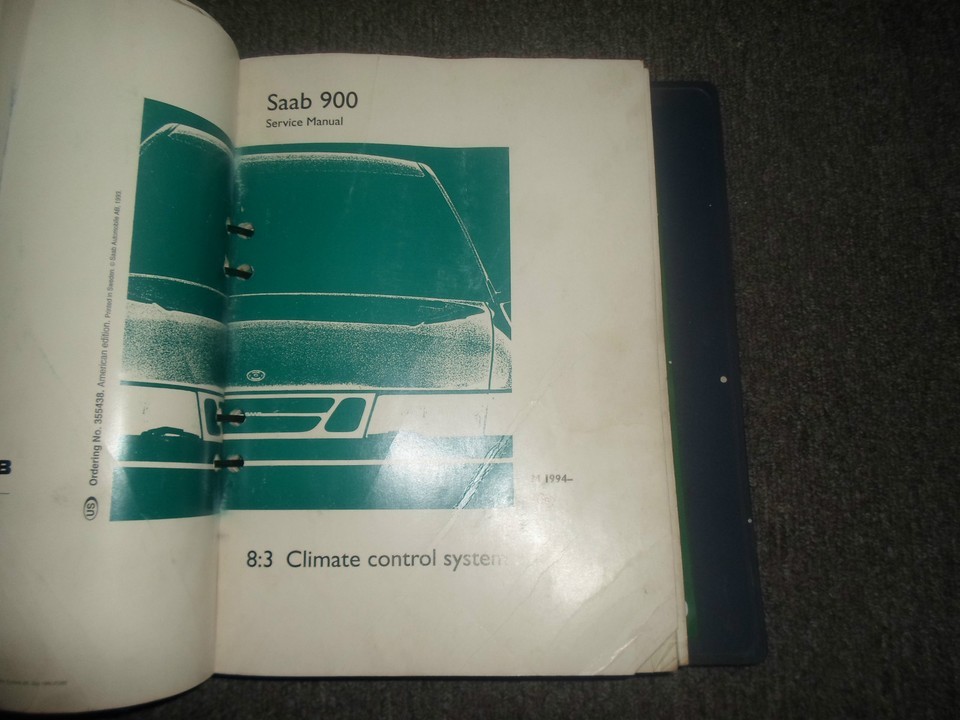 Saab 900
Service Manual
M 1994–
8:3 Climate control system
US Ordering No. 355438. American edition. Printed in Sweden. © Saab Automobile AB, 1993
B